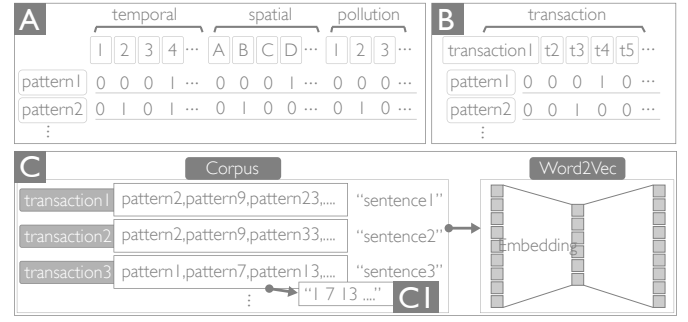 A
temporal spatial pollution
1 2 3 4 ... A B C D ... 1 2 3 ...
pattern1 0 0 0 1 ... 0 0 0 1 ... 0 0 0 ...
pattern2 0 1 0 1 ... 0 1 0 0 ... 0 1 0 ...
⋮
B
transaction
transaction1 t2 t3 t4 t5 ...
pattern1 0 0 0 1 0
pattern2 0 0 1 0 0 ...
⋮
C
Corpus
transaction1 pattern2,pattern9,pattern23,.... "sentence1"
transaction2 pattern2,pattern9,pattern33,.... "sentence2"
transaction3 pattern1,pattern7,pattern13,.... "sentence3"
⋮
"1 7 13 ...."
C1
Word2Vec
Embedding